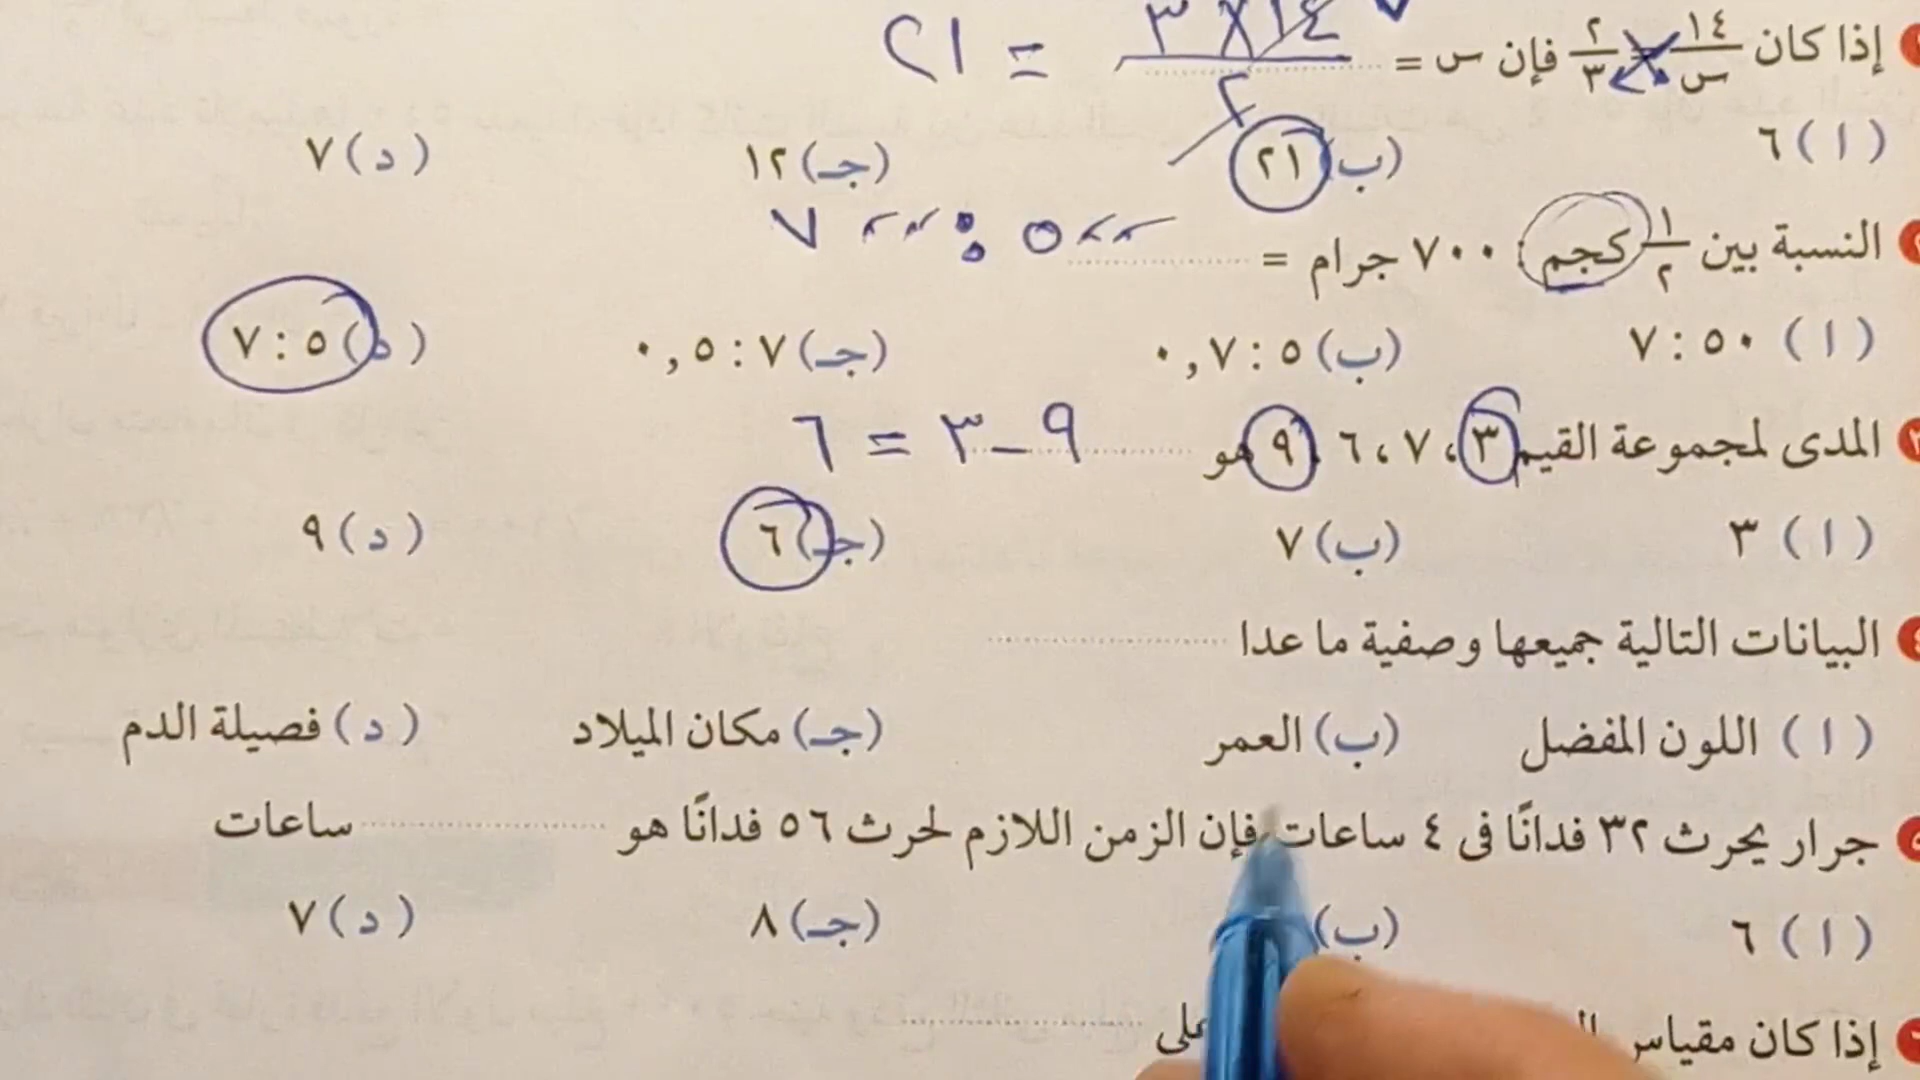 ٣ × ١٤
إذا كان ١٤/س = ٢/٣ فإن س = ............ = ٢١
٢
( ا ) ٦ (ب) ٢١ (جـ) ١٢ ( د ) ٧
النسبة بين ١/٢ كجم : ٧٠٠ جرام = ............ ٥٠٠ : ٧٠٠
( ا ) ٥٠ : ٧ (ب) ٥ : ٠,٧ (جـ) ٧ : ٠,٥ ( د ) ٥ : ٧
المدى لمجموعة القيم ٣ ، ٧ ، ٦ ، ٩ هو ............ ٩ – ٣ = ٦
( ا ) ٣ (ب) ٧ (جـ) ٦ ( د ) ٩
البيانات التالية جميعها وصفية ما عدا ............
( ا ) اللون المفضل (ب) العمر (جـ) مكان الميلاد ( د ) فصيلة الدم
جرار يحرث ٣٢ فدانًا فى ٤ ساعات فإن الزمن اللازم لحرث ٥٦ فدانًا هو ............ ساعات
( ا ) ٦ (ب) (جـ) ٨ ( د ) ٧
إذا كان مقياس على ............